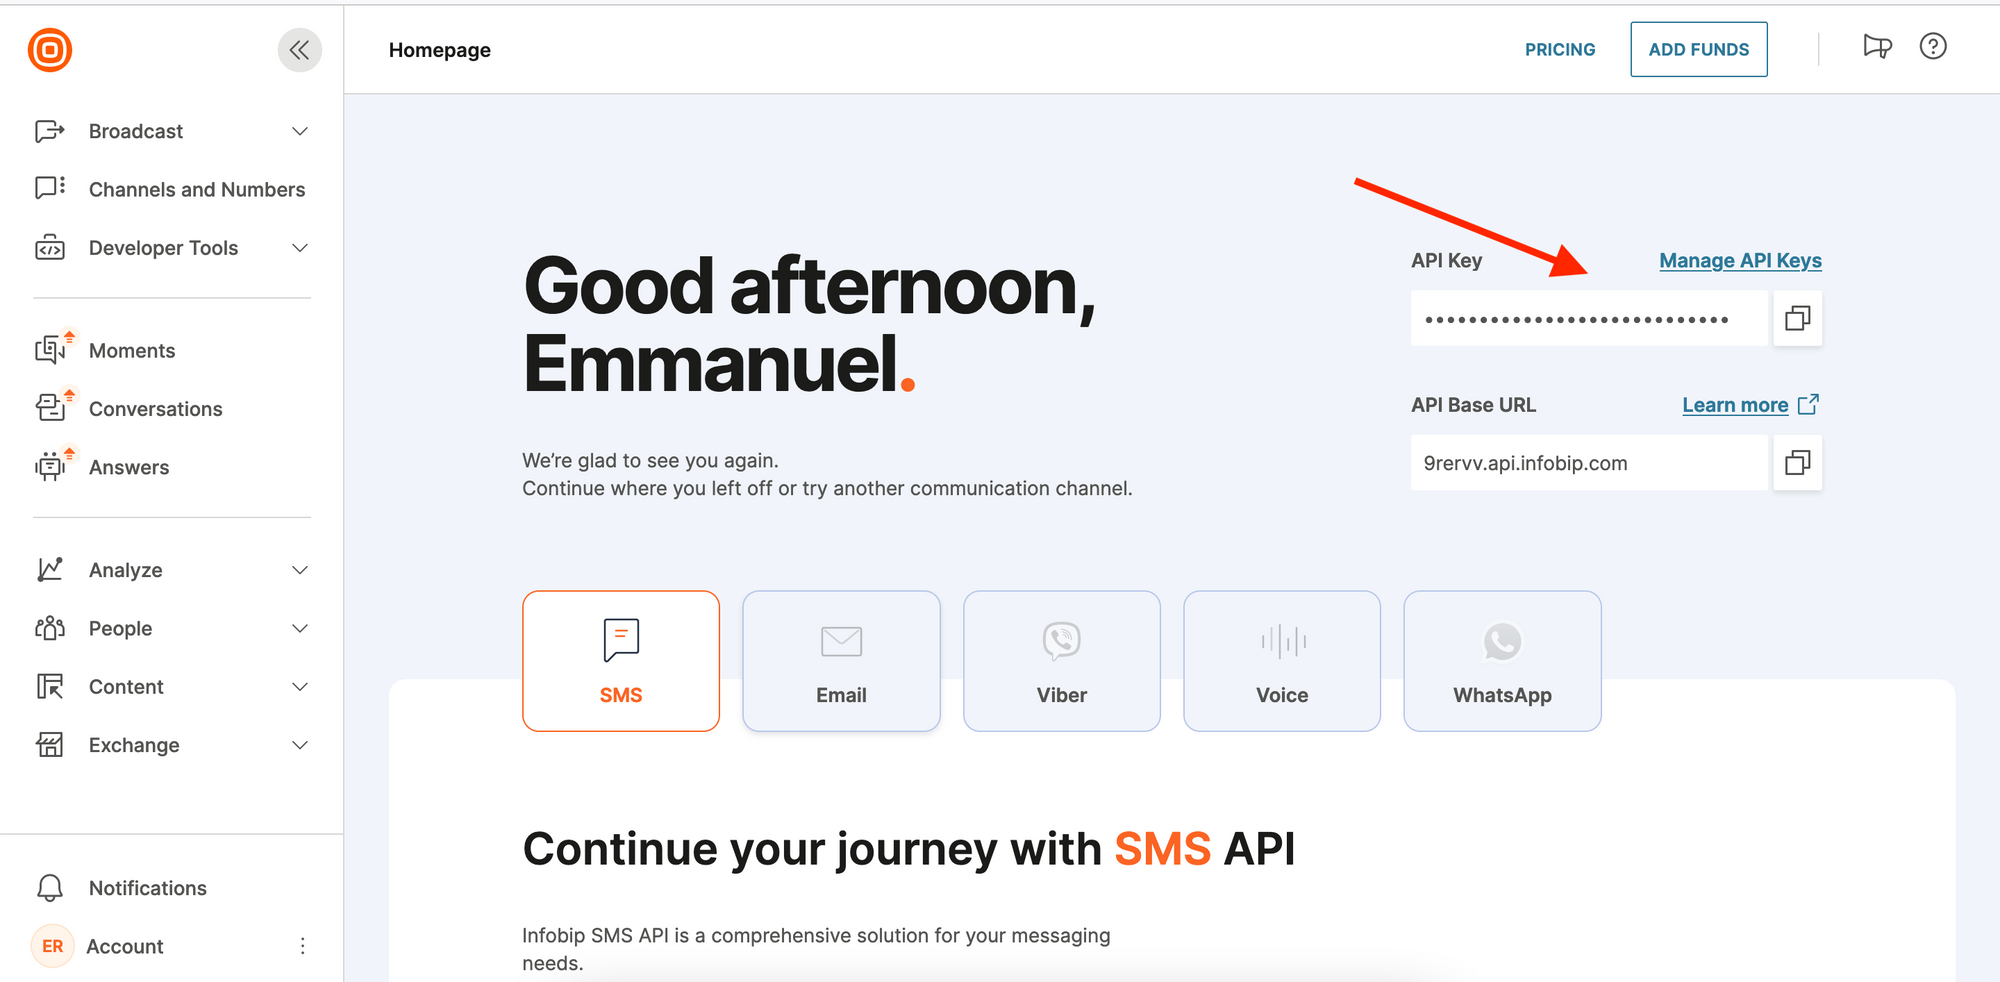 Homepage
PRICING
ADD FUNDS
Broadcast
Channels and Numbers
Developer Tools
Moments
Conversations
Answers
Analyze
People
Content
Exchange
Notifications
ER
Account
Good afternoon,
Emmanuel.
We’re glad to see you again.
Continue where you left off or try another communication channel.
API Key
Manage API Keys
••••••••••••••••••••••••••••
API Base URL
Learn more
9rervv.api.infobip.com
SMS
Email
Viber
Voice
WhatsApp
Continue your journey with SMS API
Infobip SMS API is a comprehensive solution for your messaging
needs.